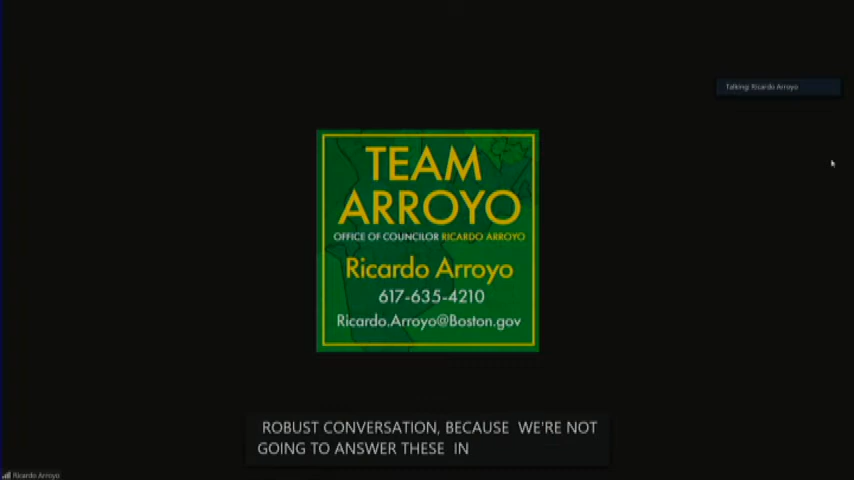 Talking: Ricardo Arroyo
TEAM
ARROYO
OFFICE OF COUNCILOR RICARDO ARROYO
Ricardo Arroyo
617-635-4210
Ricardo.Arroyo@Boston.gov
ROBUST CONVERSATION, BECAUSE WE'RE NOT
GOING TO ANSWER THESE IN
Ricardo Arroyo